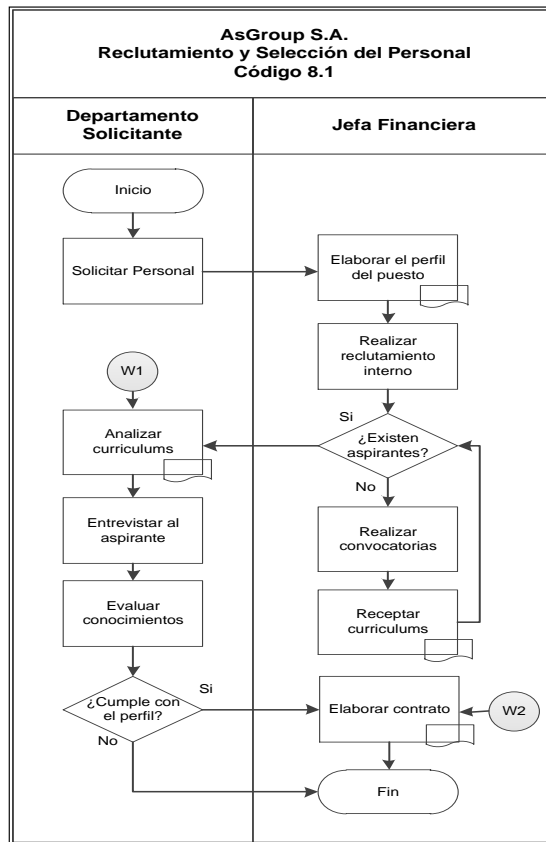 AsGroup S.A.
Reclutamiento y Selección del Personal
Código 8.1
Departamento
Solicitante
Jefa Financiera
Inicio
Solicitar Personal
Elaborar el perfil
del puesto
Realizar
reclutamiento
interno
W1
Si
¿Existen
aspirantes?
Analizar
curriculums
No
Entrevistar al
aspirante
Realizar
convocatorias
Evaluar
conocimientos
Receptar
curriculums
¿Cumple con
el perfil?
Si
No
Elaborar contrato
W2
Fin